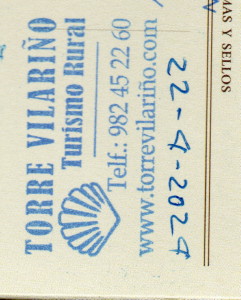 TORRE VILARIÑO
Turismo Rural
Telf.: 982 45 22 60
www.torrevilariño.com
22-4-2024
MAS Y SELLOS